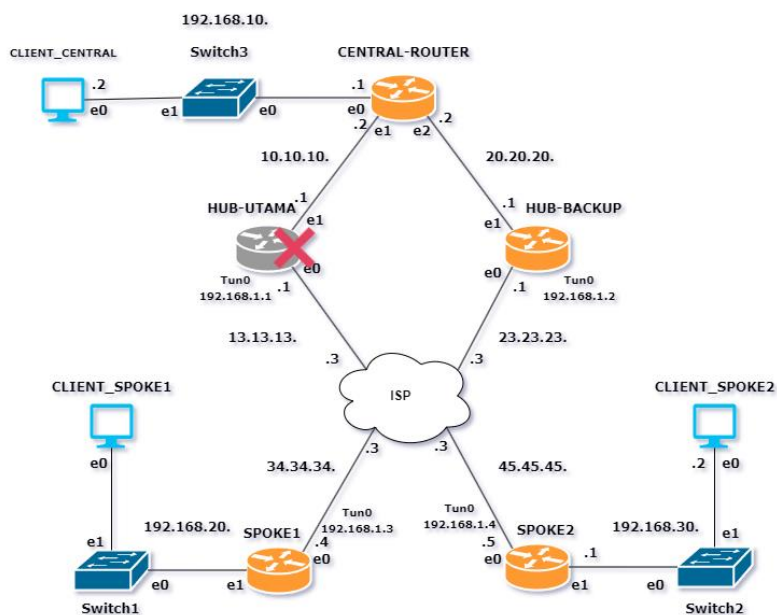 192.168.10.
CLIENT_CENTRAL
Switch3
CENTRAL-ROUTER
.2
e0
e1
e0
.1
e0
.2
e1
e2
.2
10.10.10.
20.20.20.
HUB-UTAMA
.1
e1
.1
e1
HUB-BACKUP
e0
e0
Tun0
192.168.1.1
.1
.1
Tun0
192.168.1.2
13.13.13.
23.23.23.
.3
.3
ISP
CLIENT_SPOKE1
CLIENT_SPOKE2
e0
.3
.3
.2
e0
34.34.34.
45.45.45.
192.168.20.
SPOKE1
Tun0
192.168.1.3
Tun0
192.168.1.4
SPOKE2
192.168.30.
e1
.4
e0
.5
e0
.1
e1
e0
e1
e1
e0
Switch1
Switch2